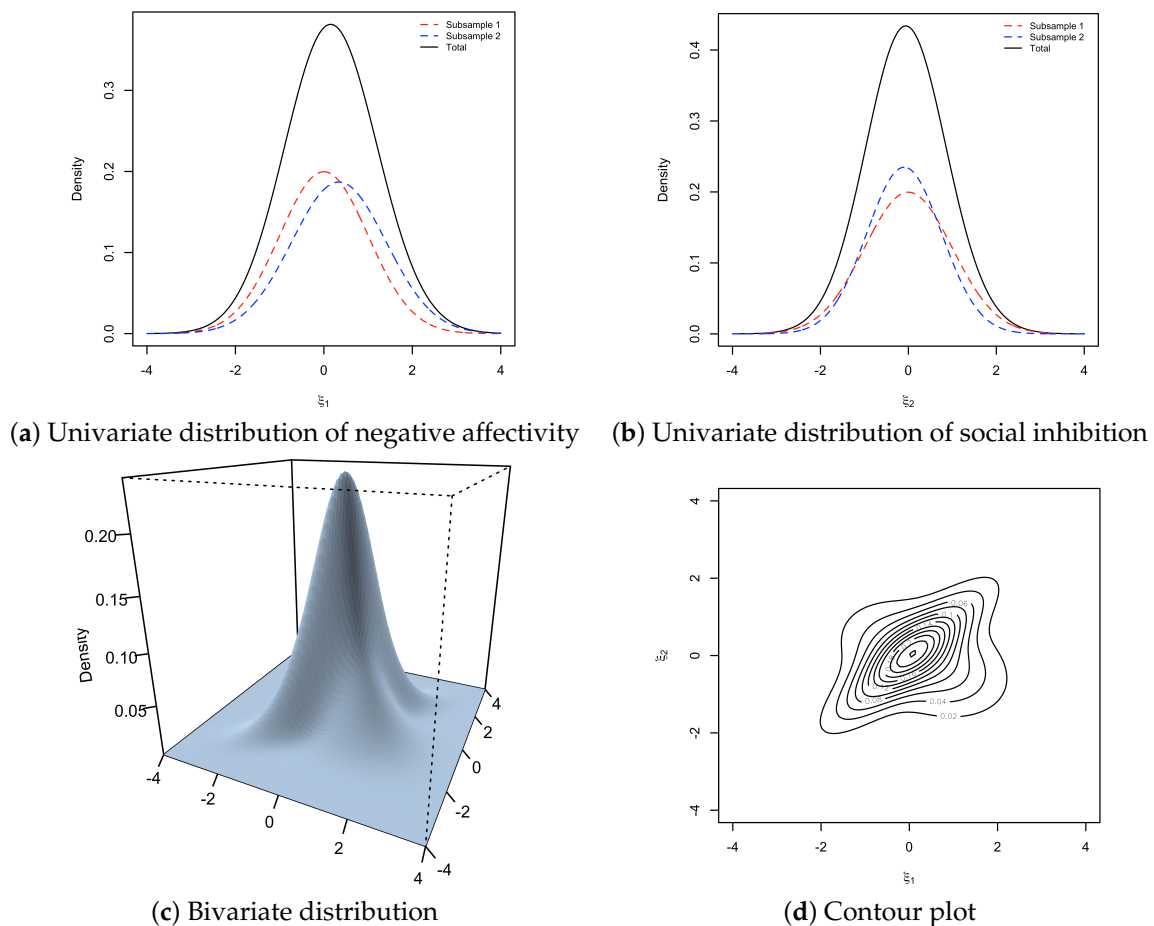 Subsample 1
Subsample 2
Total
Density
0.0 0.1 0.2 0.3
-4 -2 0 2 4
ξ1
Subsample 1
Subsample 2
Total
Density
0.0 0.1 0.2 0.3 0.4
-4 -2 0 2 4
ξ2
(a) Univariate distribution of negative affectivity
(b) Univariate distribution of social inhibition
Density
0.20
0.15
0.10
0.05
-4 -2 0 2 4
-4 -2 0 2 4
ξ2
-4 -2 0 2 4
0.06
0.1
0.08
0.04
0.02
-4 -2 0 2 4
ξ1
(c) Bivariate distribution
(d) Contour plot